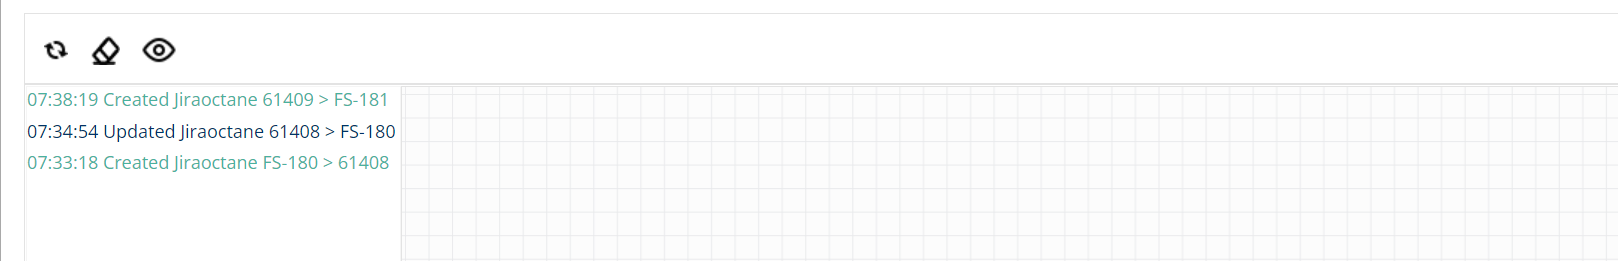 07:38:19 Created Jiraoctane 61409 > FS-181
07:34:54 Updated Jiraoctane 61408 > FS-180
07:33:18 Created Jiraoctane FS-180 > 61408